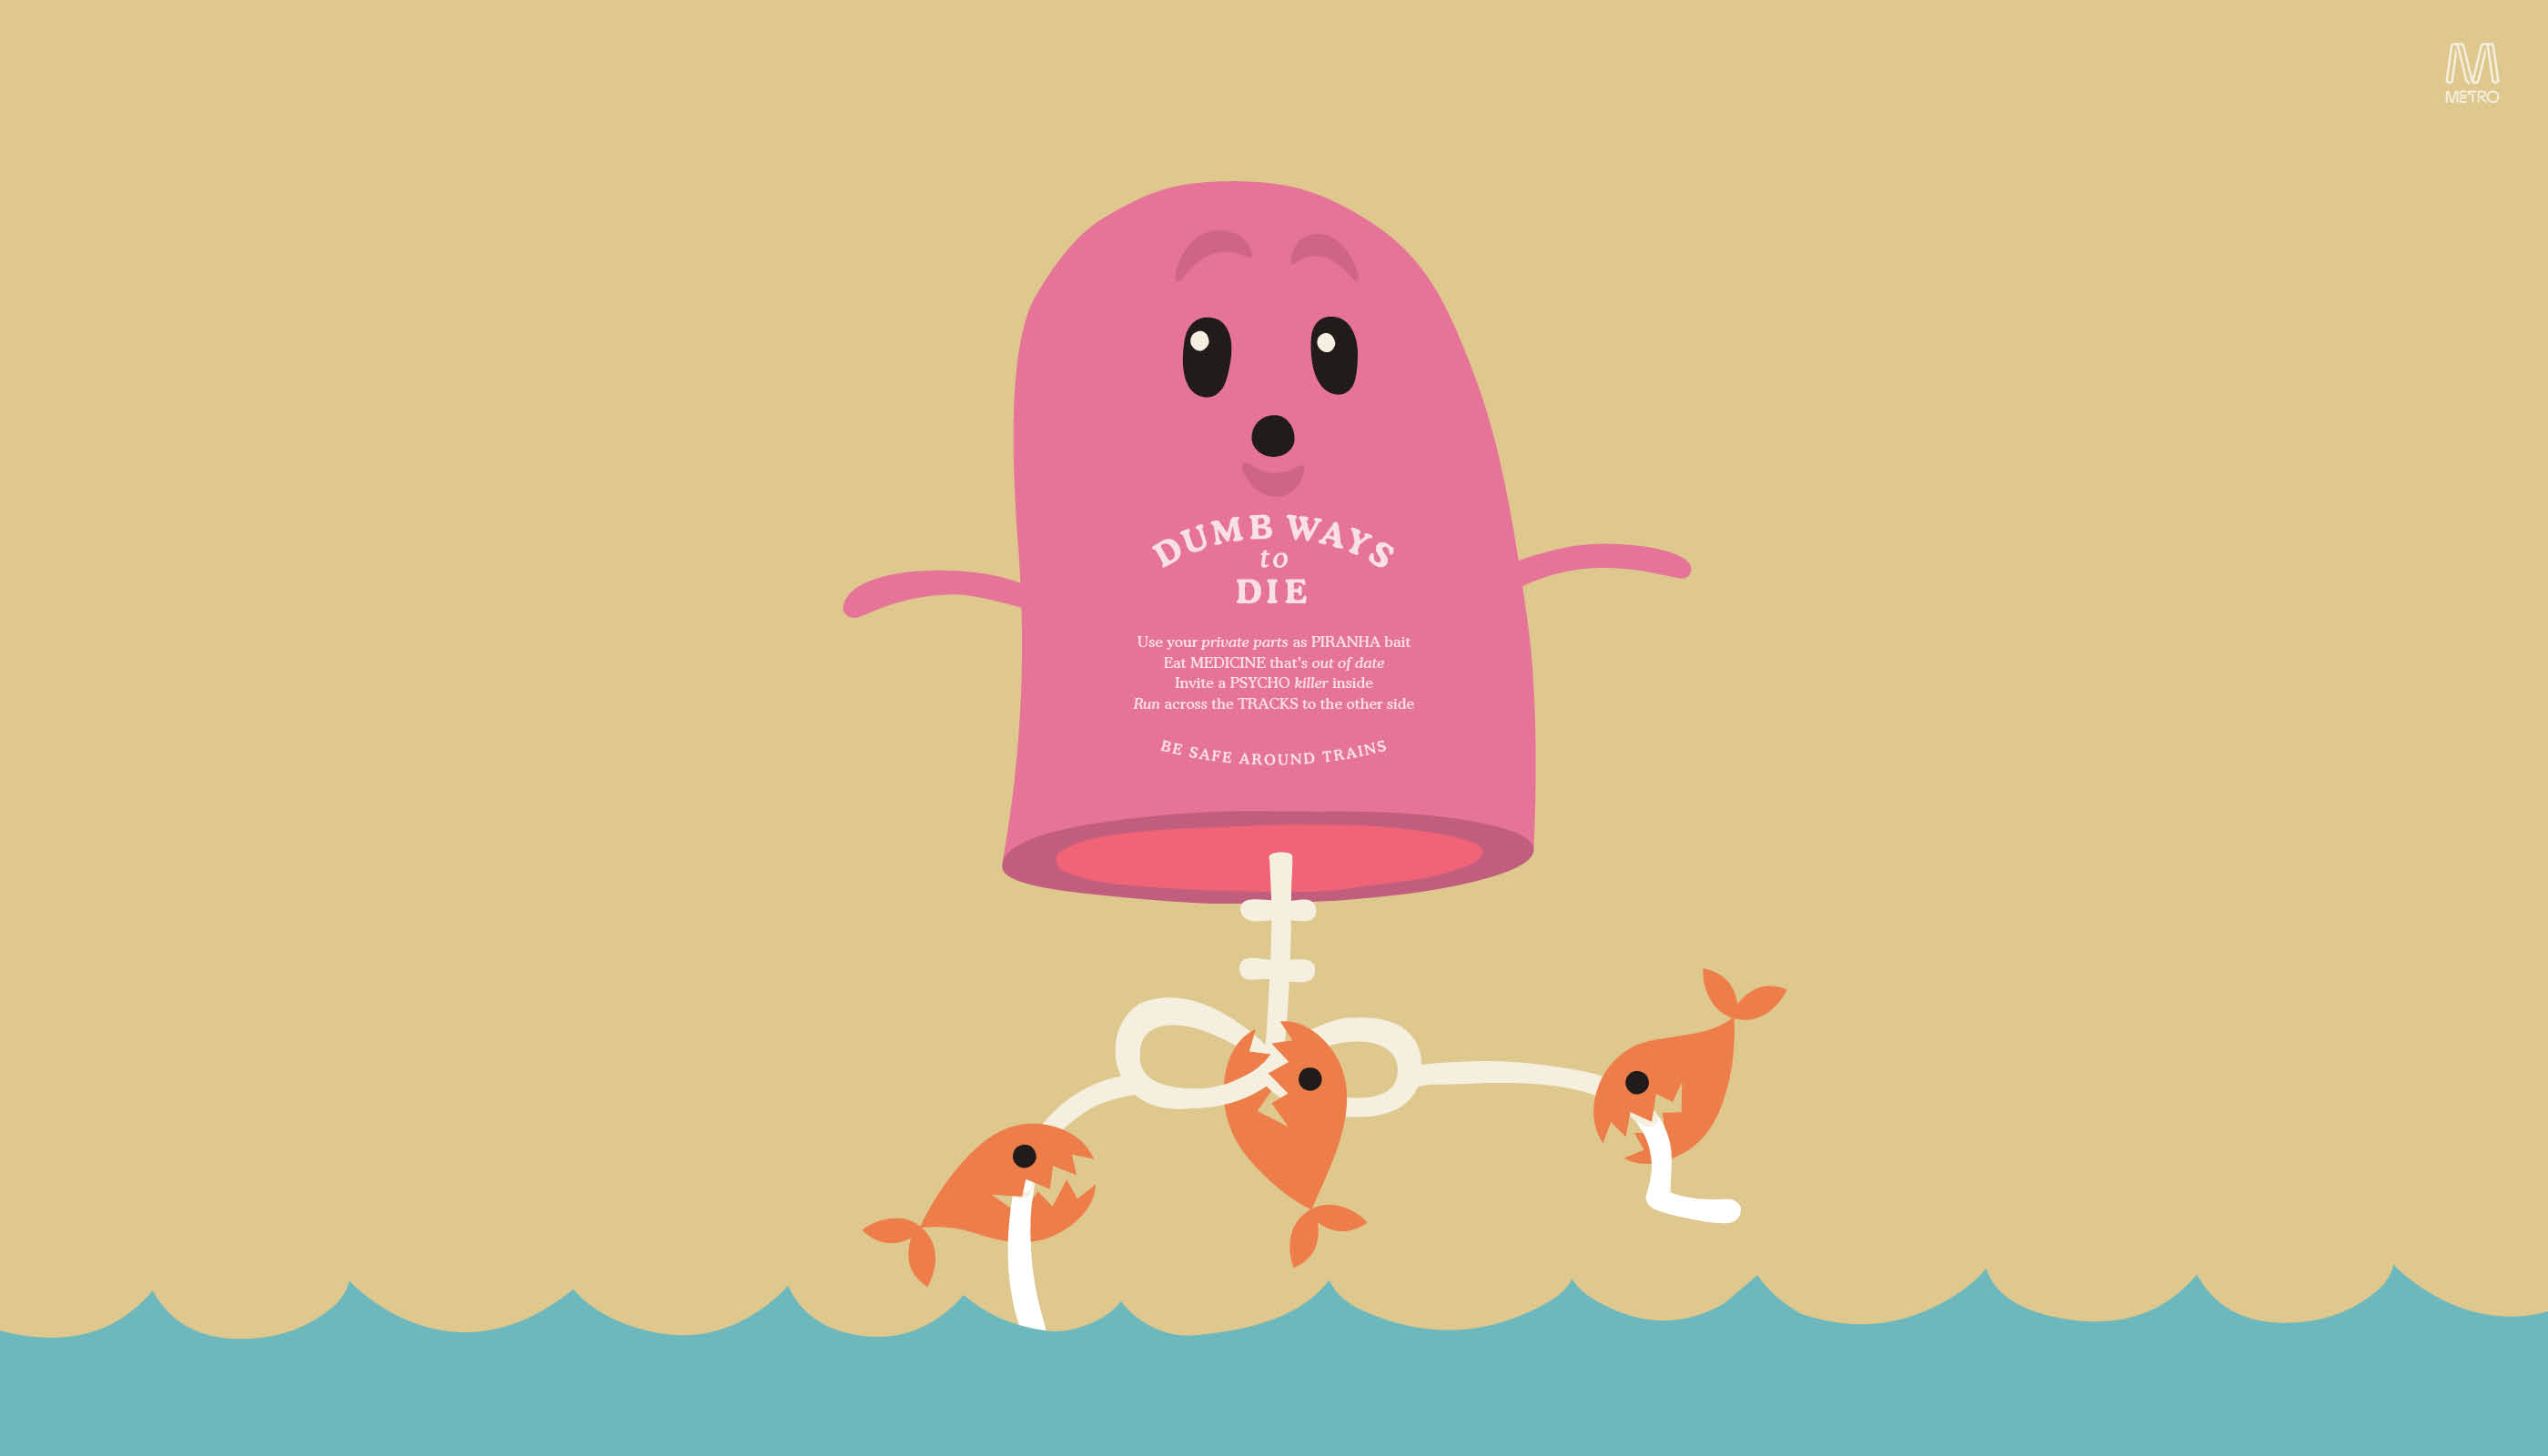 METRO
DUMB WAYS
to
DIE
Use your private parts as PIRANHA bait
Eat MEDICINE that's out of date
Invite a PSYCHO killer inside
Run across the TRACKS to the other side
BE SAFE AROUND TRAINS